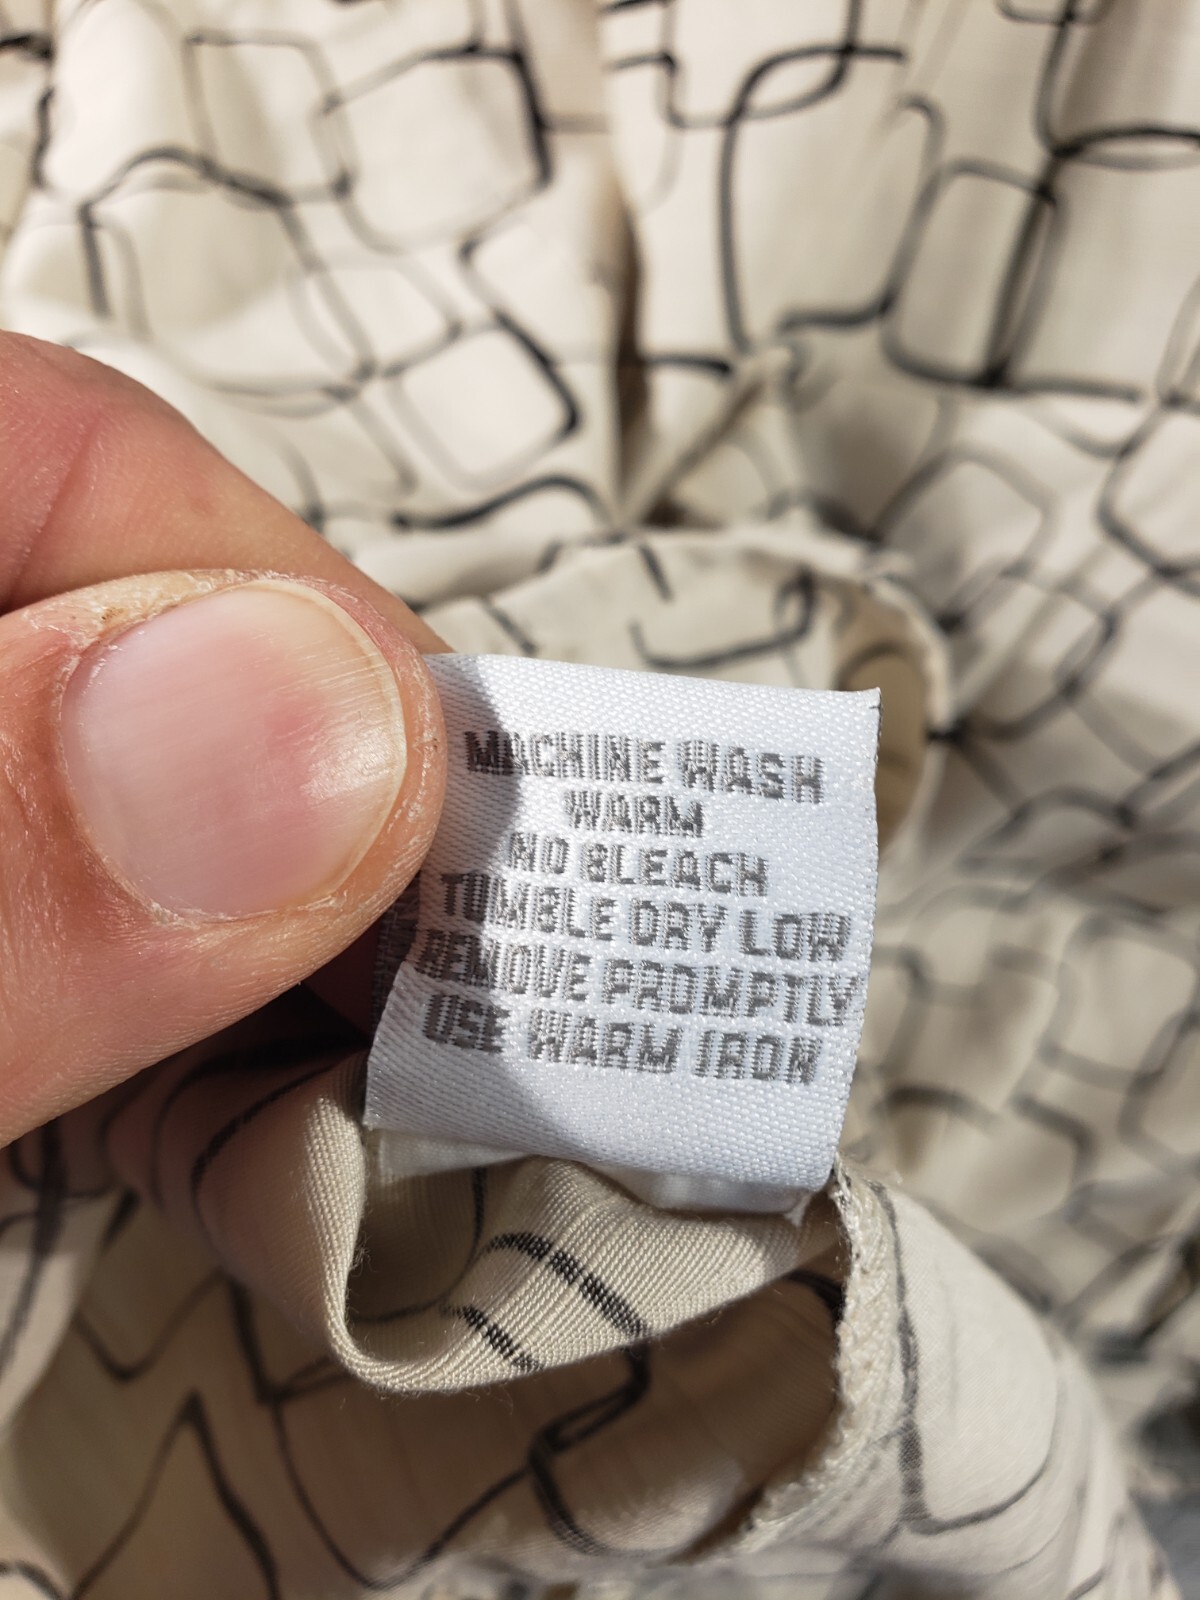 MACHINE WASH
WARM
NO BLEACH
TUMBLE DRY LOW
REMOVE PROMPTLY
USE WARM IRON